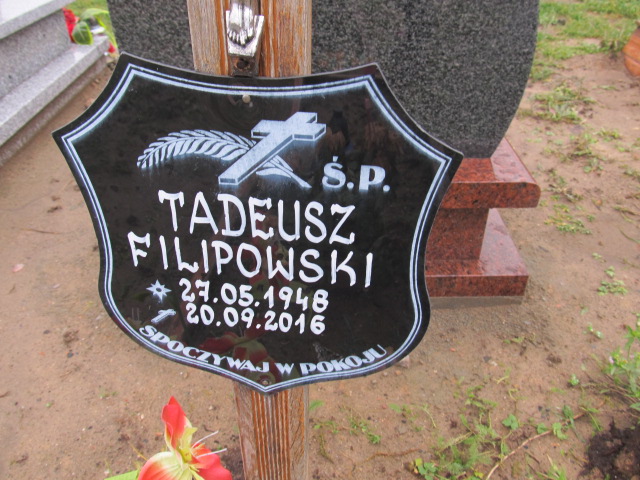 Ś.P.
TADEUSZ
FILIPOWSKI
27.05.1948
20.09.2016
SPOCZYWAJ W POKOJU